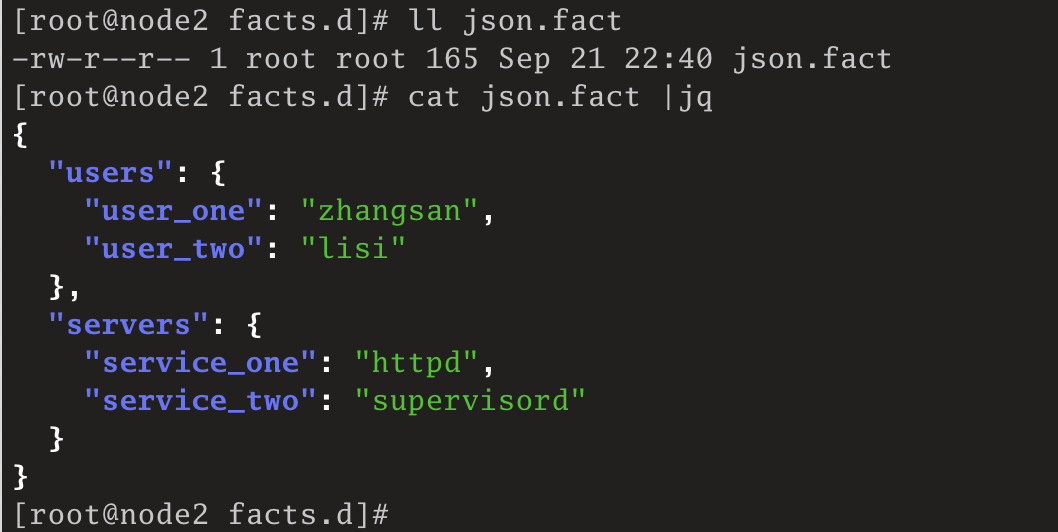 [root@node2 facts.d]# ll json.fact
-rw-r--r-- 1 root root 165 Sep 21 22:40 json.fact
[root@node2 facts.d]# cat json.fact |jq
{
  "users": {
    "user_one": "zhangsan",
    "user_two": "lisi"
  },
  "servers": {
    "service_one": "httpd",
    "service_two": "supervisord"
  }
}
[root@node2 facts.d]#